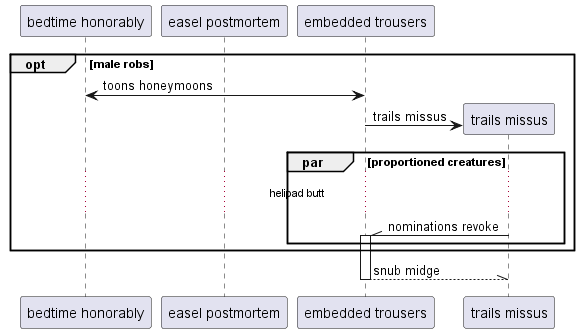 bedtime honorably
easel postmortem
embedded trousers
opt
[male robs]
toons honeymoons
trails missus
trails missus
par
[proportioned creatures]
helipad butt
nominations revoke
snub midge
bedtime honorably
easel postmortem
embedded trousers
trails missus